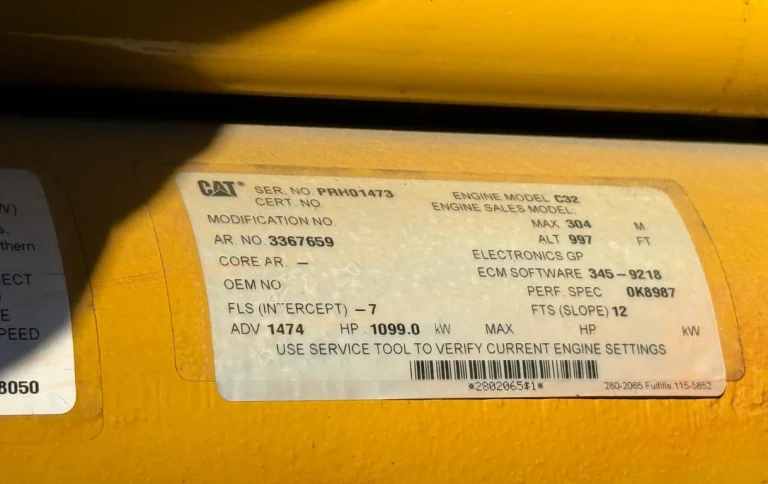 W)
s,
thern
ECT
E
PEED
8050
CAT® SER. NO. PRH01473 ENGINE MODEL C32
CERT. NO. ENGINE SALES MODEL.
MODIFICATION NO. MAX 304 M
AR. NO. 3367659 ALT 997 FT
CORE AR. – ELECTRONICS GP
OEM NO ECM SOFTWARE 345-9218
PERF. SPEC 0K8987
FLS (INTERCEPT) -7 FTS (SLOPE) 12
ADV 1474 HP 1099.0 kW MAX HP kW
USE SERVICE TOOL TO VERIFY CURRENT ENGINE SETTINGS
*2802065$1* 280-2065 Fulfills 115-5852